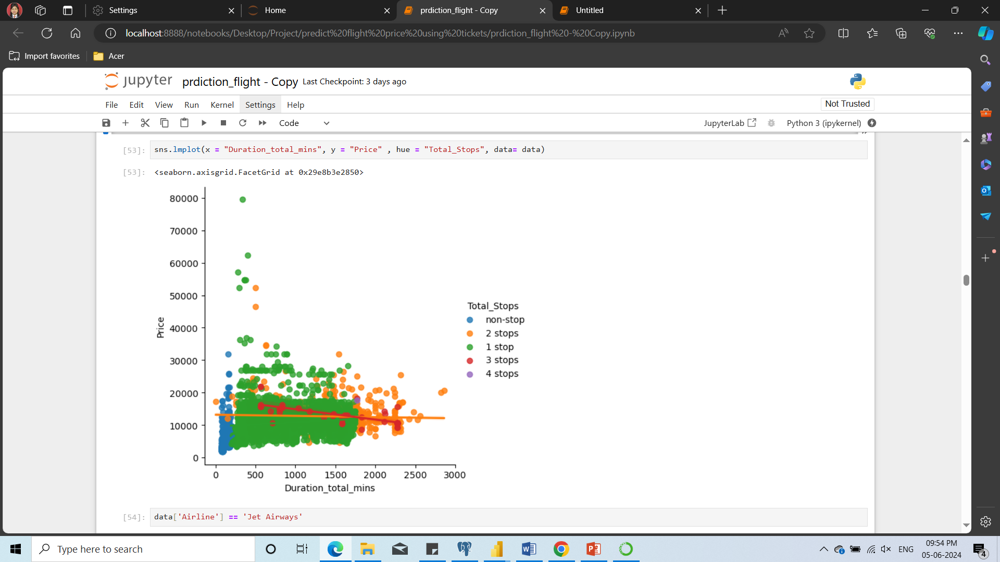 Settings
Home
prdiction_flight - Copy
Untitled
localhost:8888/notebooks/Desktop/Project/predict%20flight%20price%20using%20tickets/prdiction_flight%20-%20Copy.ipynb
Import favorites
Acer
jupyter prdiction_flight - Copy Last Checkpoint: 3 days ago
File Edit View Run Kernel Settings Help
Not Trusted
Code
JupyterLab
Python 3 (ipykernel)
[53]: sns.lmplot(x = "Duration_total_mins", y = "Price" , hue = "Total_Stops", data= data)
[53]: <seaborn.axisgrid.FacetGrid at 0x29e8b3e2850>
80000
70000
60000
50000
40000
30000
20000
10000
0
Price
0 500 1000 1500 2000 2500 3000
Duration_total_mins
Total_Stops
non-stop
2 stops
1 stop
3 stops
4 stops
[54]: data['Airline'] == 'Jet Airways'
Type here to search
ENG
09:54 PM
05-06-2024
4